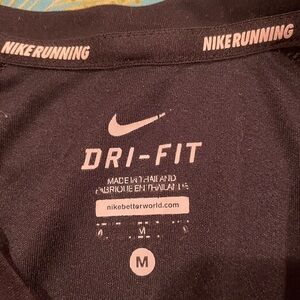 NIKE RUNNING
NIKE RUNNING
DRI-FIT
MADE IN THAILAND
FABRIQUE EN THAILANDE
nikebetterworld.com
M
M